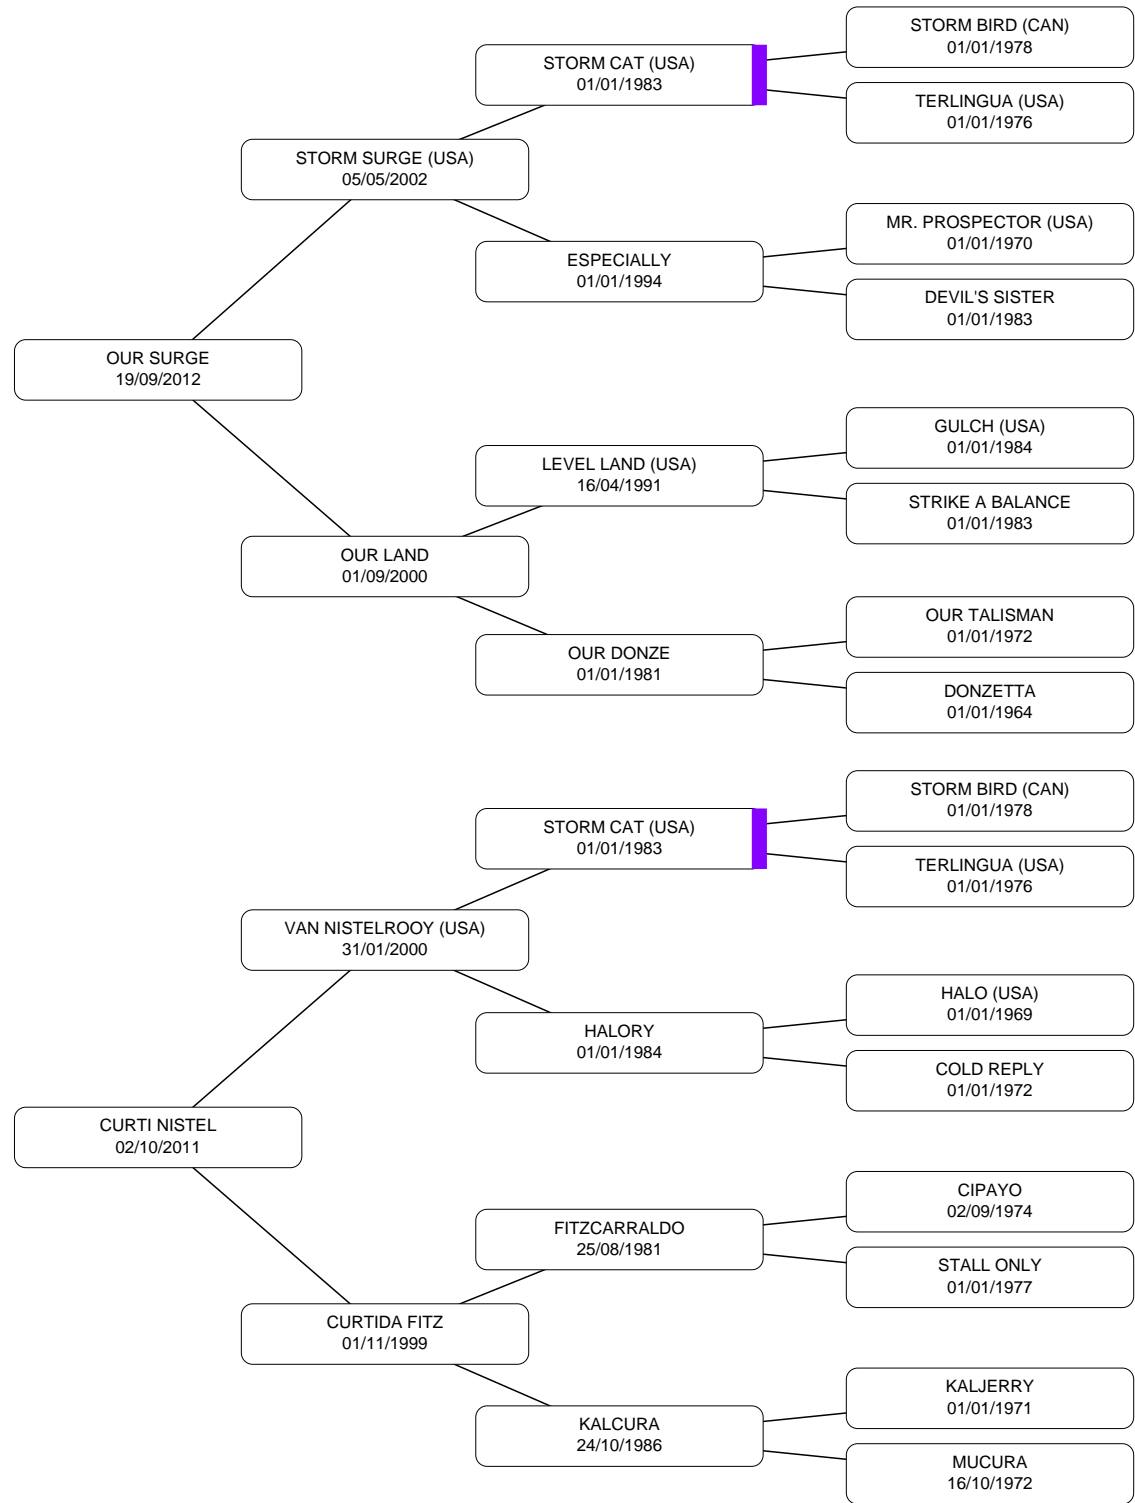 STORM BIRD (CAN)
01/01/1978
STORM CAT (USA)
01/01/1983
TERLINGUA (USA)
01/01/1976
STORM SURGE (USA)
05/05/2002
MR. PROSPECTOR (USA)
01/01/1970
ESPECIALLY
01/01/1994
DEVIL'S SISTER
01/01/1983
OUR SURGE
19/09/2012
GULCH (USA)
01/01/1984
LEVEL LAND (USA)
16/04/1991
STRIKE A BALANCE
01/01/1983
OUR LAND
01/09/2000
OUR TALISMAN
01/01/1972
OUR DONZE
01/01/1981
DONZETTA
01/01/1964
STORM BIRD (CAN)
01/01/1978
STORM CAT (USA)
01/01/1983
TERLINGUA (USA)
01/01/1976
VAN NISTELROOY (USA)
31/01/2000
HALO (USA)
01/01/1969
HALORY
01/01/1984
COLD REPLY
01/01/1972
CURTI NISTEL
02/10/2011
CIPAYO
02/09/1974
FITZCARRALDO
25/08/1981
STALL ONLY
01/01/1977
CURTIDA FITZ
01/11/1999
KALJERRY
01/01/1971
KALCURA
24/10/1986
MUCURA
16/10/1972